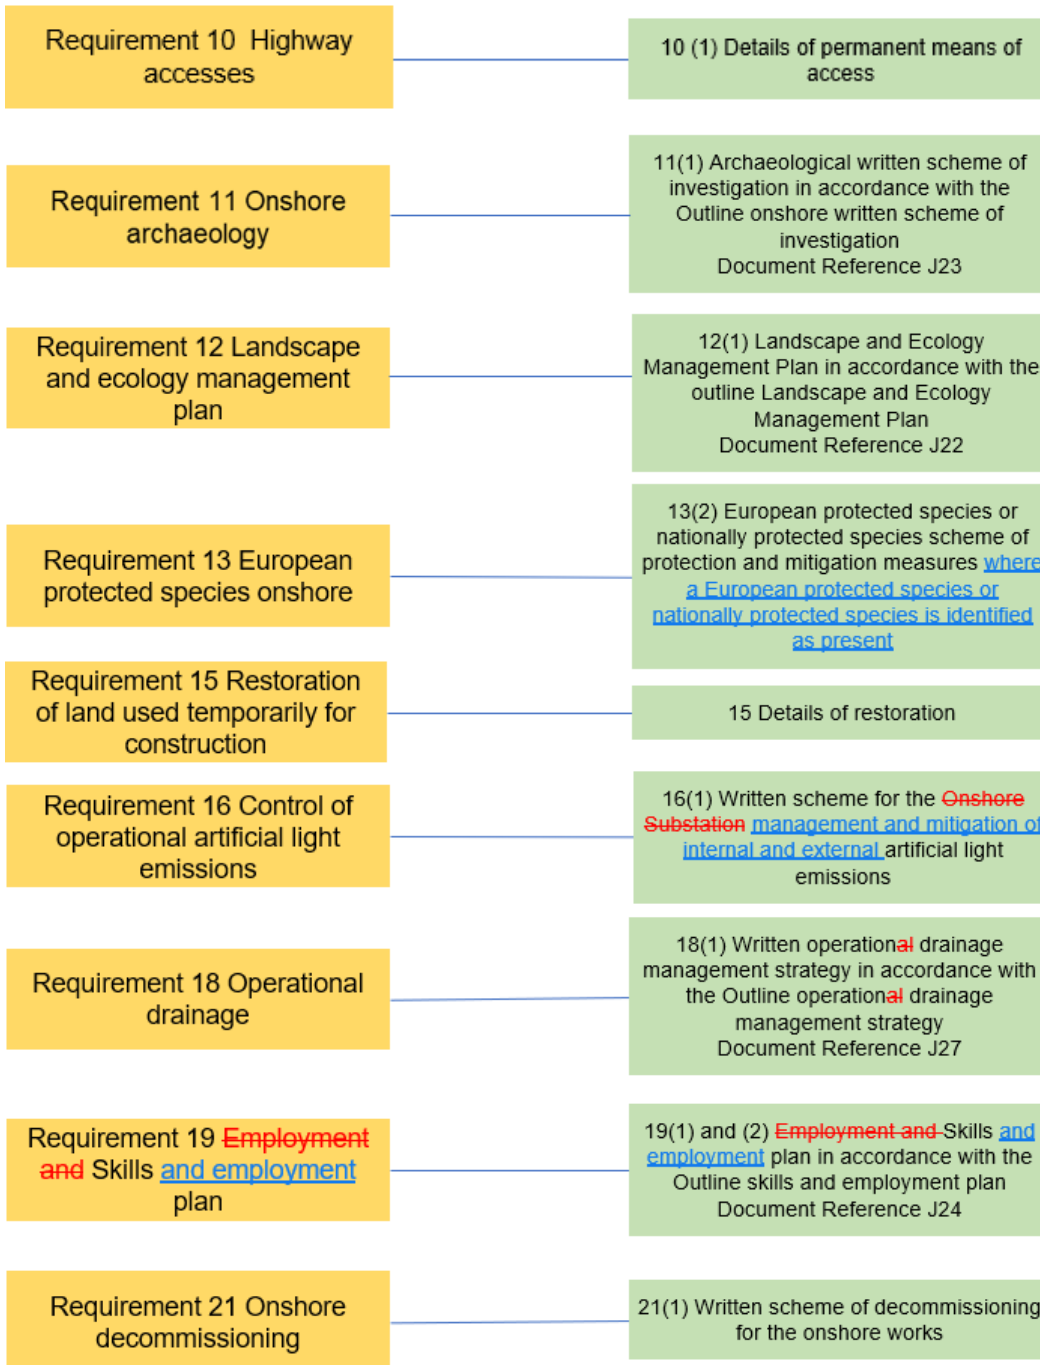 Requirement 10  Highway
accesses
10 (1) Details of permanent means of
access
Requirement 11 Onshore
archaeology
11(1) Archaeological written scheme of
investigation in accordance with the
Outline onshore written scheme of
investigation
Document Reference J23
Requirement 12 Landscape
and ecology management
plan
12(1) Landscape and Ecology
Management Plan in accordance with the
outline Landscape and Ecology
Management Plan
Document Reference J22
Requirement 13 European
protected species onshore
13(2) European protected species or
nationally protected species scheme of
protection and mitigation measures where
a European protected species or
nationally protected species is identified
as present
Requirement 15 Restoration
of land used temporarily for
construction
15 Details of restoration
Requirement 16 Control of
operational artificial light
emissions
16(1) Written scheme for the Onshore
Substation management and mitigation of
internal and external artificial light
emissions
Requirement 18 Operational
drainage
18(1) Written operational drainage
management strategy in accordance with
the Outline operational drainage
management strategy
Document Reference J27
Requirement 19 Employment
and Skills and employment
plan
19(1) and (2) Employment and Skills and
employment plan in accordance with the
Outline skills and employment plan
Document Reference J24
Requirement 21 Onshore
decommissioning
21(1) Written scheme of decommissioning
for the onshore works